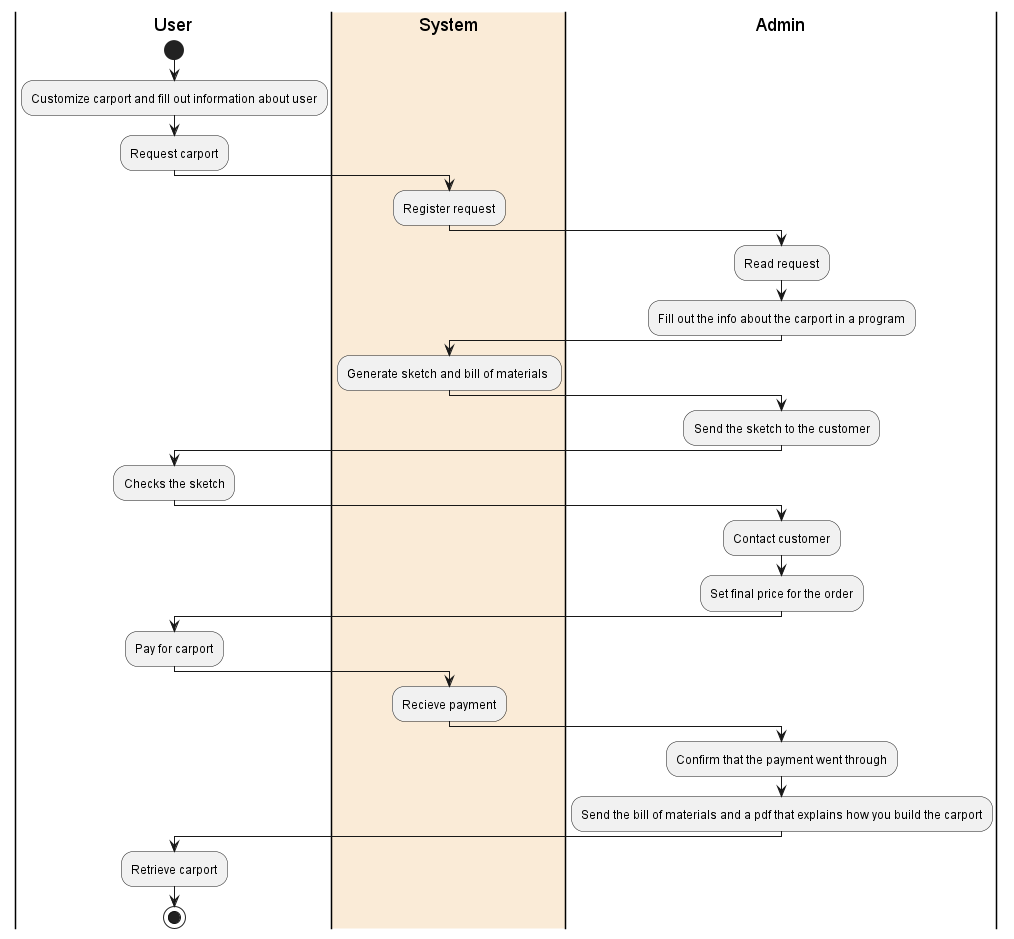 User
System
Admin
Customize carport and fill out information about user
Request carport
Register request
Read request
Fill out the info about the carport in a program
Generate sketch and bill of materials
Send the sketch to the customer
Checks the sketch
Contact customer
Set final price for the order
Pay for carport
Recieve payment
Confirm that the payment went through
Send the bill of materials and a pdf that explains how you build the carport
Retrieve carport